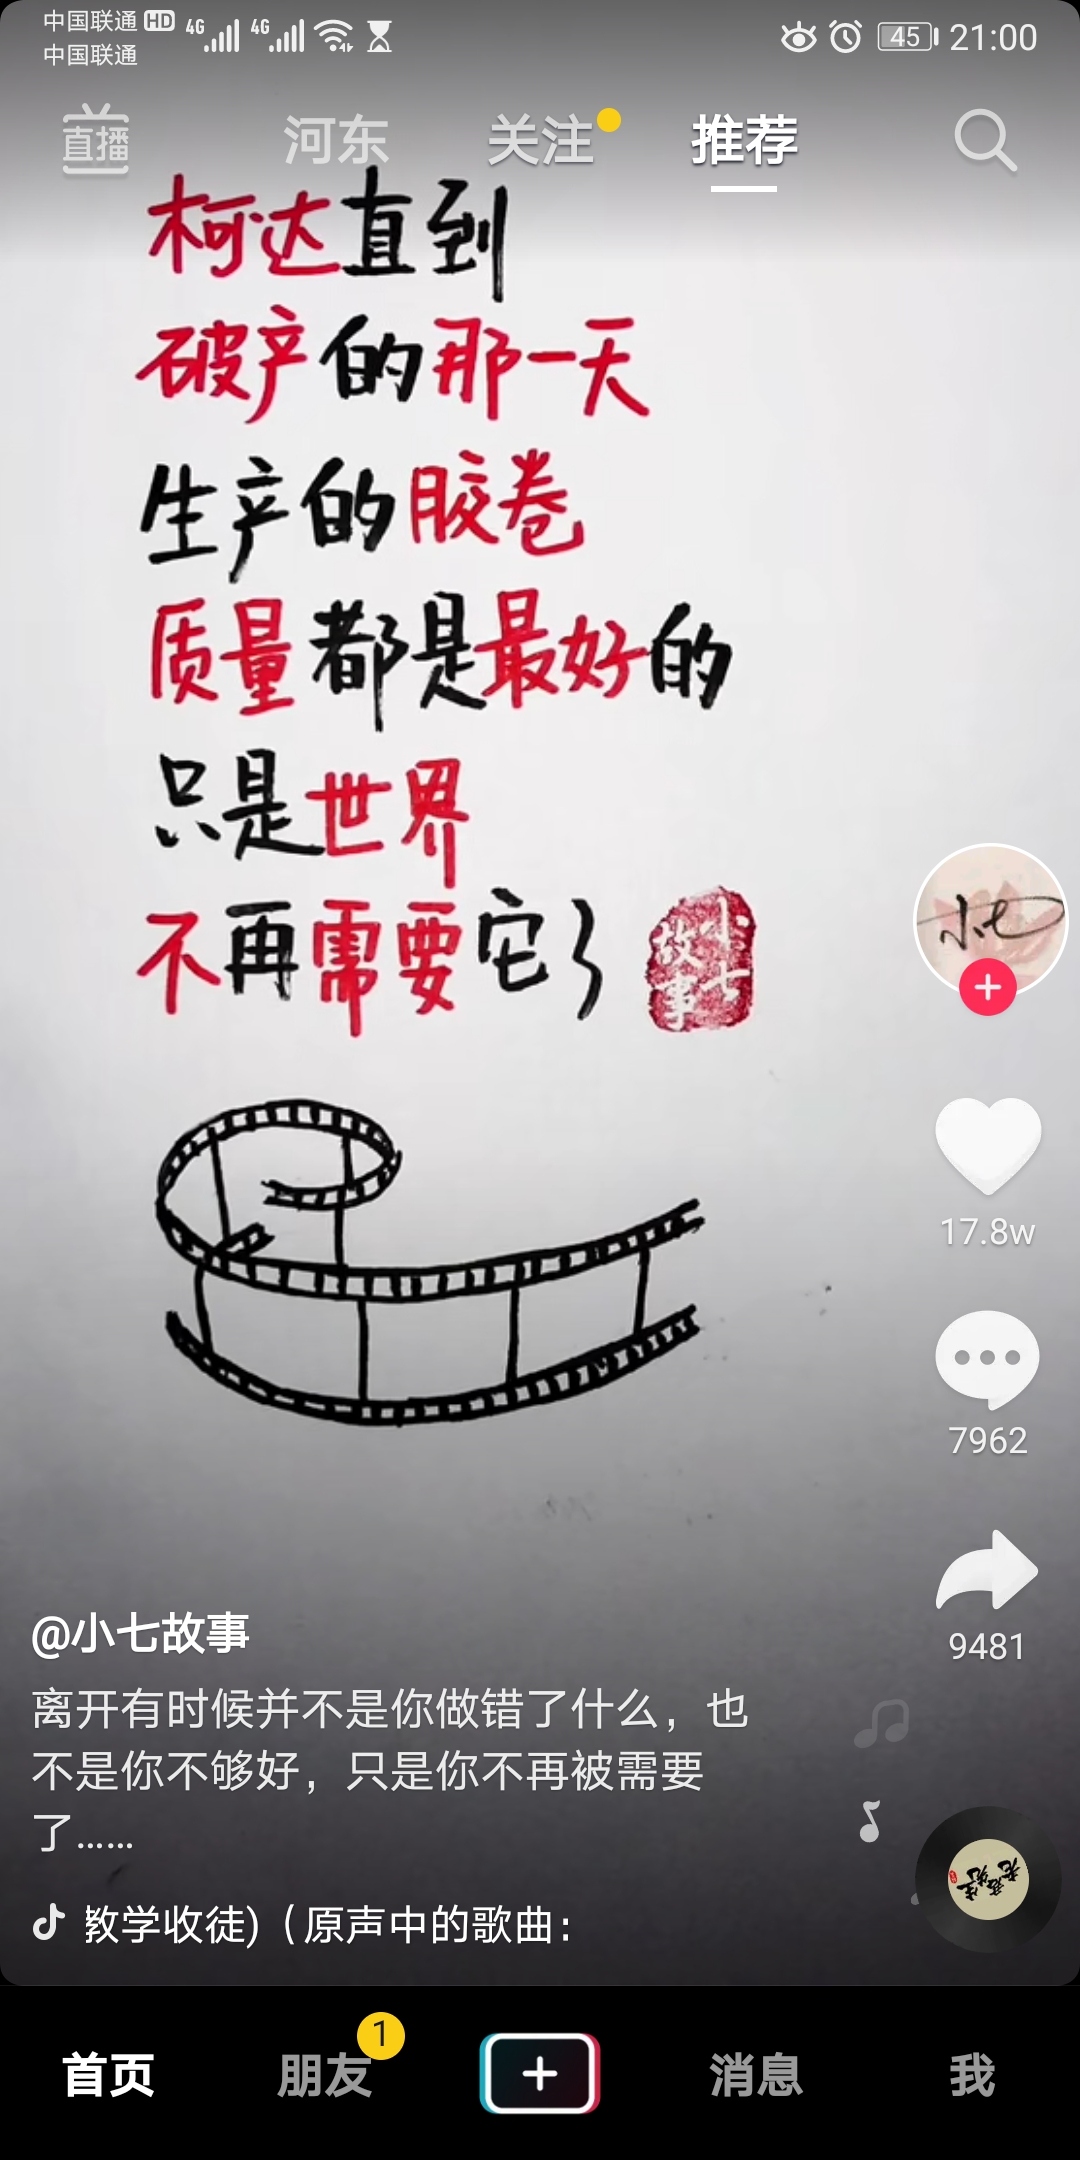 中国联通 HD 4G 4G 45 21:00
中国联通
直播 河东 关注 推荐
柯达直到
破产的那一天
生产的胶卷
质量都是最好的
只是世界
不再需要它了
小七
故事
小七
17.8w
7962
9481
@小七故事
离开有时候并不是你做错了什么，也
不是你不够好，只是你不再被需要
了……
教学收徒)（原声中的歌曲：
首页 朋友 1 消息 我